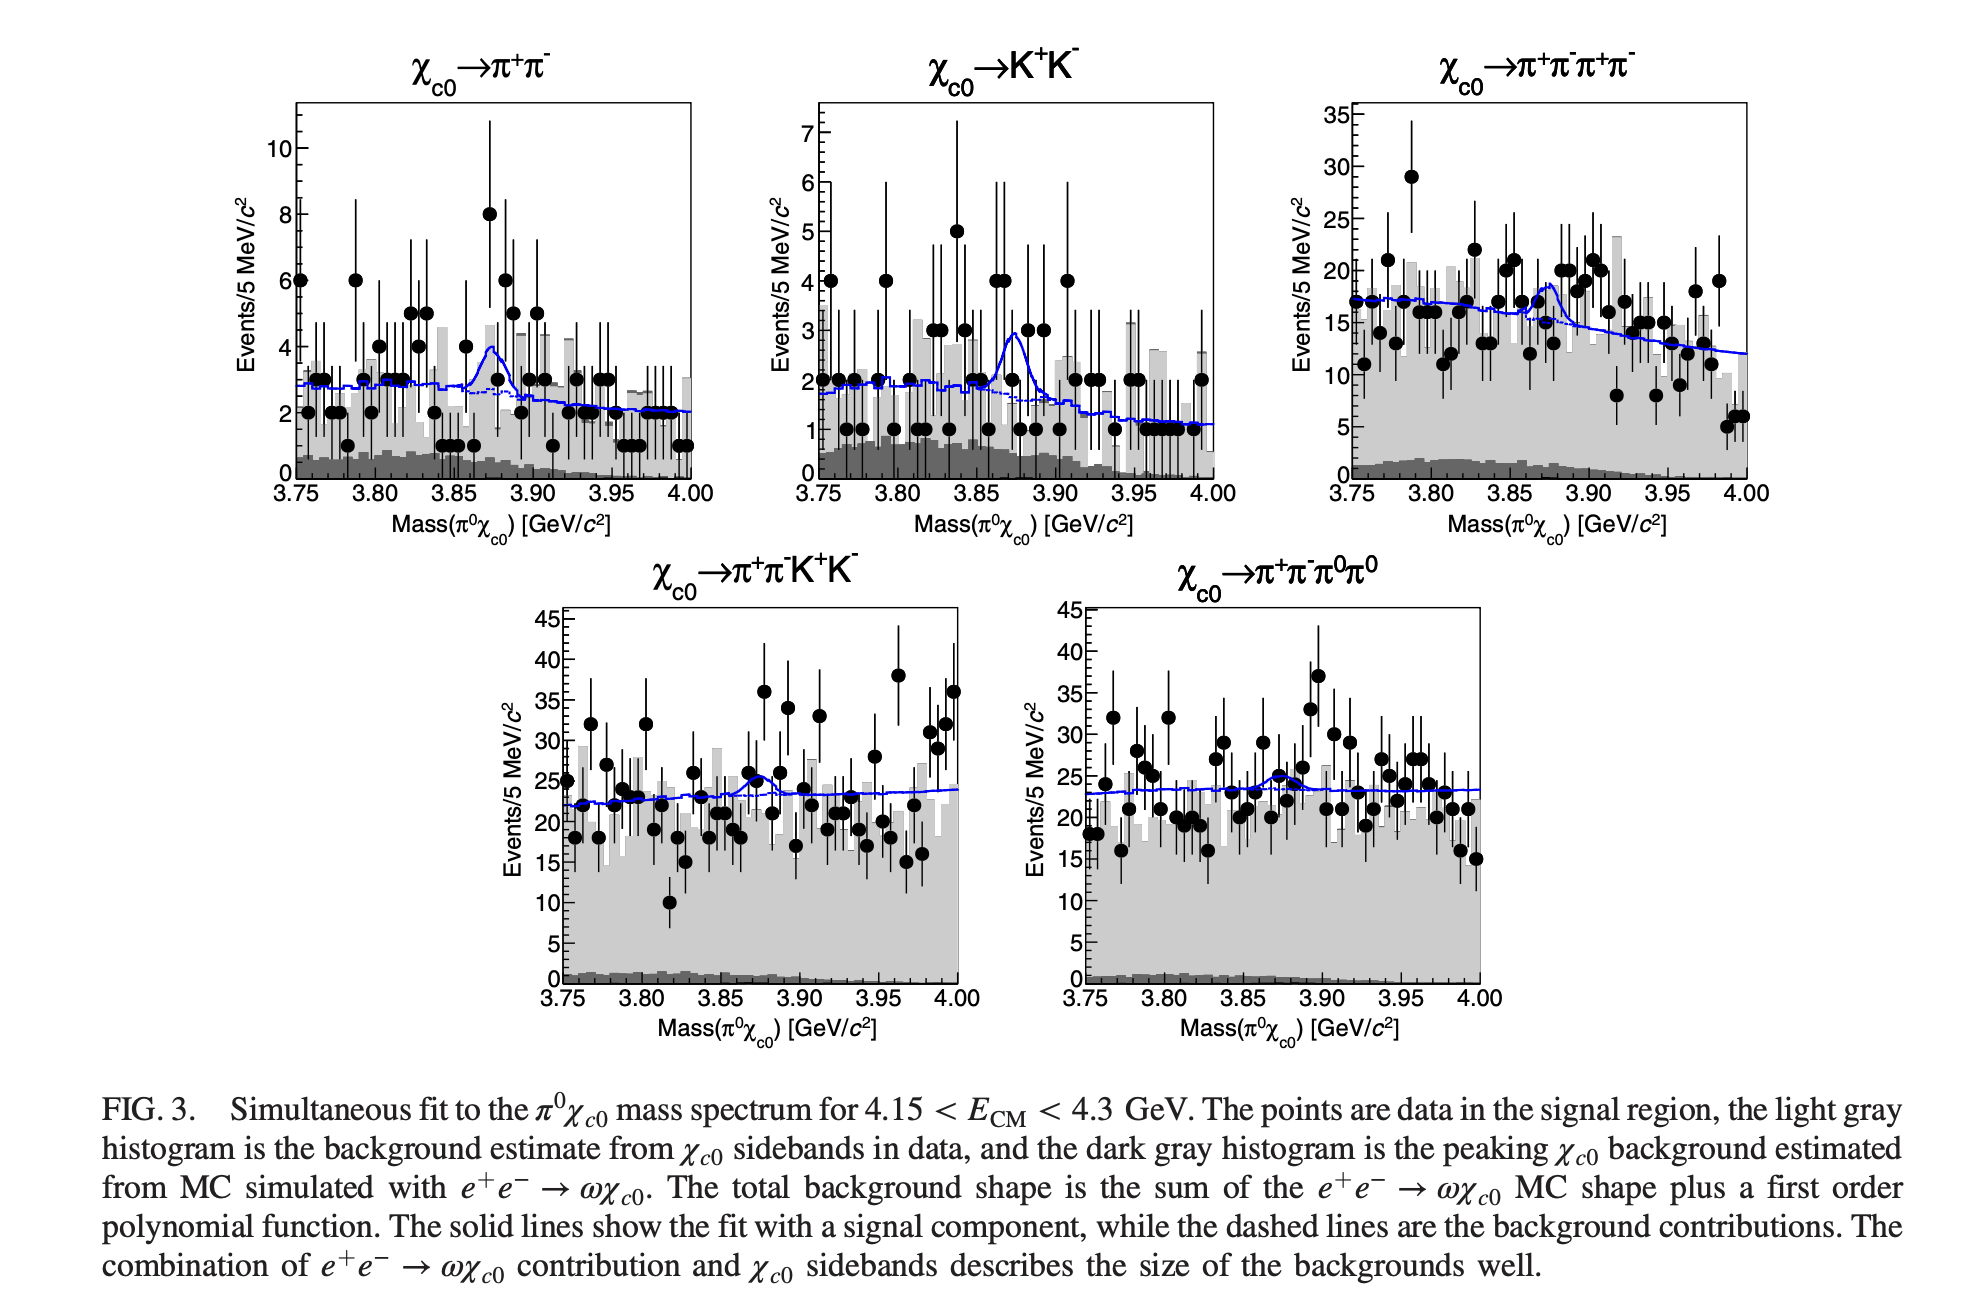 χc0→π+π-
χc0→K+K-
χc0→π+π-π+π-
Events/5 MeV/c2
10
8
6
4
2
0
3.75 3.80 3.85 3.90 3.95 4.00
Mass(π0χc0) [GeV/c2]
Events/5 MeV/c2
7
6
5
4
3
2
1
0
3.75 3.80 3.85 3.90 3.95 4.00
Mass(π0χc0) [GeV/c2]
Events/5 MeV/c2
35
30
25
20
15
10
5
0
3.75 3.80 3.85 3.90 3.95 4.00
Mass(π0χc0) [GeV/c2]
χc0→π+π-K+K-
χc0→π+π-π0π0
Events/5 MeV/c2
45
40
35
30
25
20
15
10
5
0
3.75 3.80 3.85 3.90 3.95 4.00
Mass(π0χc0) [GeV/c2]
Events/5 MeV/c2
45
40
35
30
25
20
15
10
5
0
3.75 3.80 3.85 3.90 3.95 4.00
Mass(π0χc0) [GeV/c2]
FIG. 3. Simultaneous fit to the π0χc0 mass spectrum for 4.15 < ECM < 4.3 GeV. The points are data in the signal region, the light gray
histogram is the background estimate from χc0 sidebands in data, and the dark gray histogram is the peaking χc0 background estimated
from MC simulated with e+e− → ωχc0. The total background shape is the sum of the e+e− → ωχc0 MC shape plus a first order
polynomial function. The solid lines show the fit with a signal component, while the dashed lines are the background contributions. The
combination of e+e− → ωχc0 contribution and χc0 sidebands describes the size of the backgrounds well.